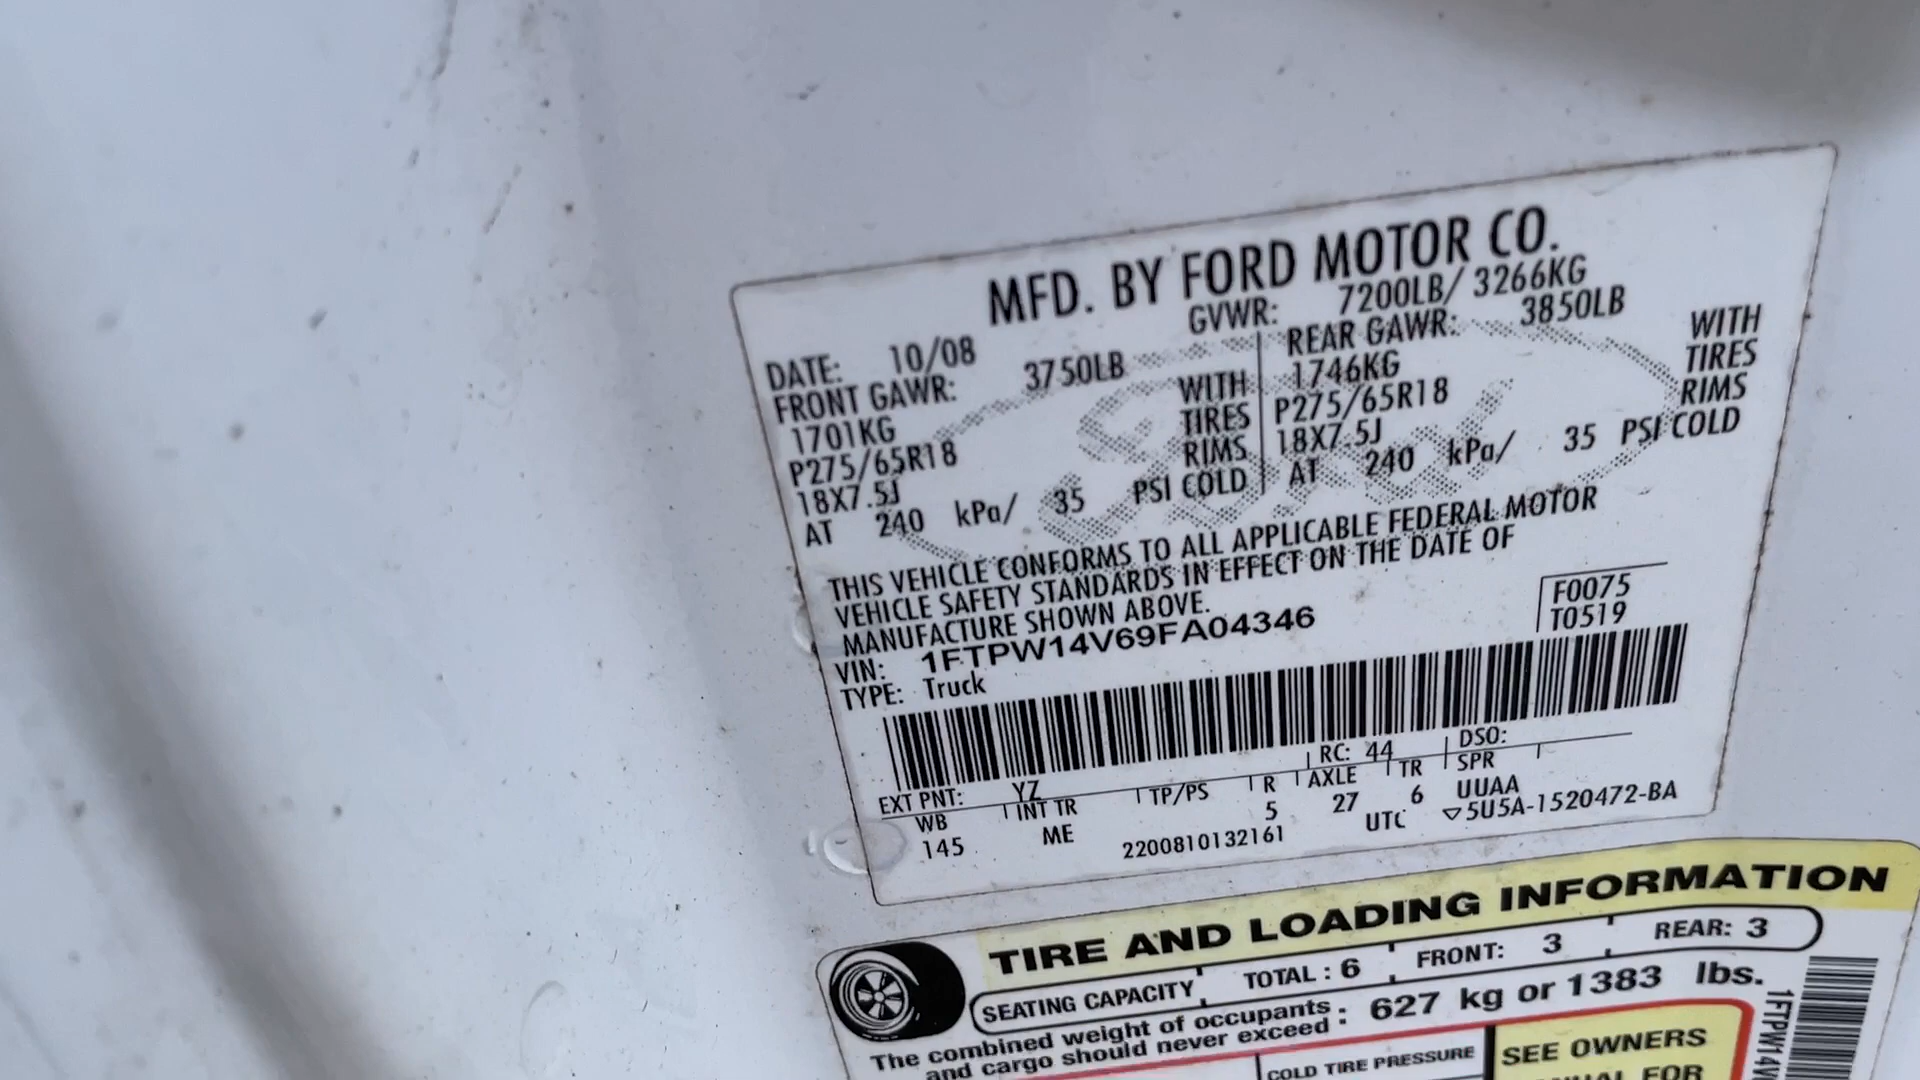 MFD. BY FORD MOTOR CO.
DATE: 10/08 GVWR: 7200LB/ 3266KG
FRONT GAWR: 3750LB REAR GAWR: 3850LB
1701KG WITH 1746KG WITH
P275/65R18 TIRES P275/65R18 TIRES
18X7.5J RIMS 18X7.5J RIMS
AT 240 kPa/ 35 PSI COLD AT 240 kPa/ 35 PSI COLD
THIS VEHICLE CONFORMS TO ALL APPLICABLE FEDERAL MOTOR
VEHICLE SAFETY STANDARDS IN EFFECT ON THE DATE OF
MANUFACTURE SHOWN ABOVE.
F0075
VIN: 1FTPW14V69FA04346 T0519
TYPE: Truck
EXT PNT: YZ RC: 44 DSO:
WB INT TR TP/PS R AXLE TR SPR
145 ME 5 27 6 UUAA
2200810132161 UTC ▽5U5A-1520472-BA
Ford
TIRE AND LOADING INFORMATION
SEATING CAPACITY TOTAL : 6 FRONT: 3 REAR: 3
The combined weight of occupants : 627 kg or 1383 lbs.
and cargo should never exceed :
COLD TIRE PRESSURE SEE OWNERS
FOR
1FTPW14V